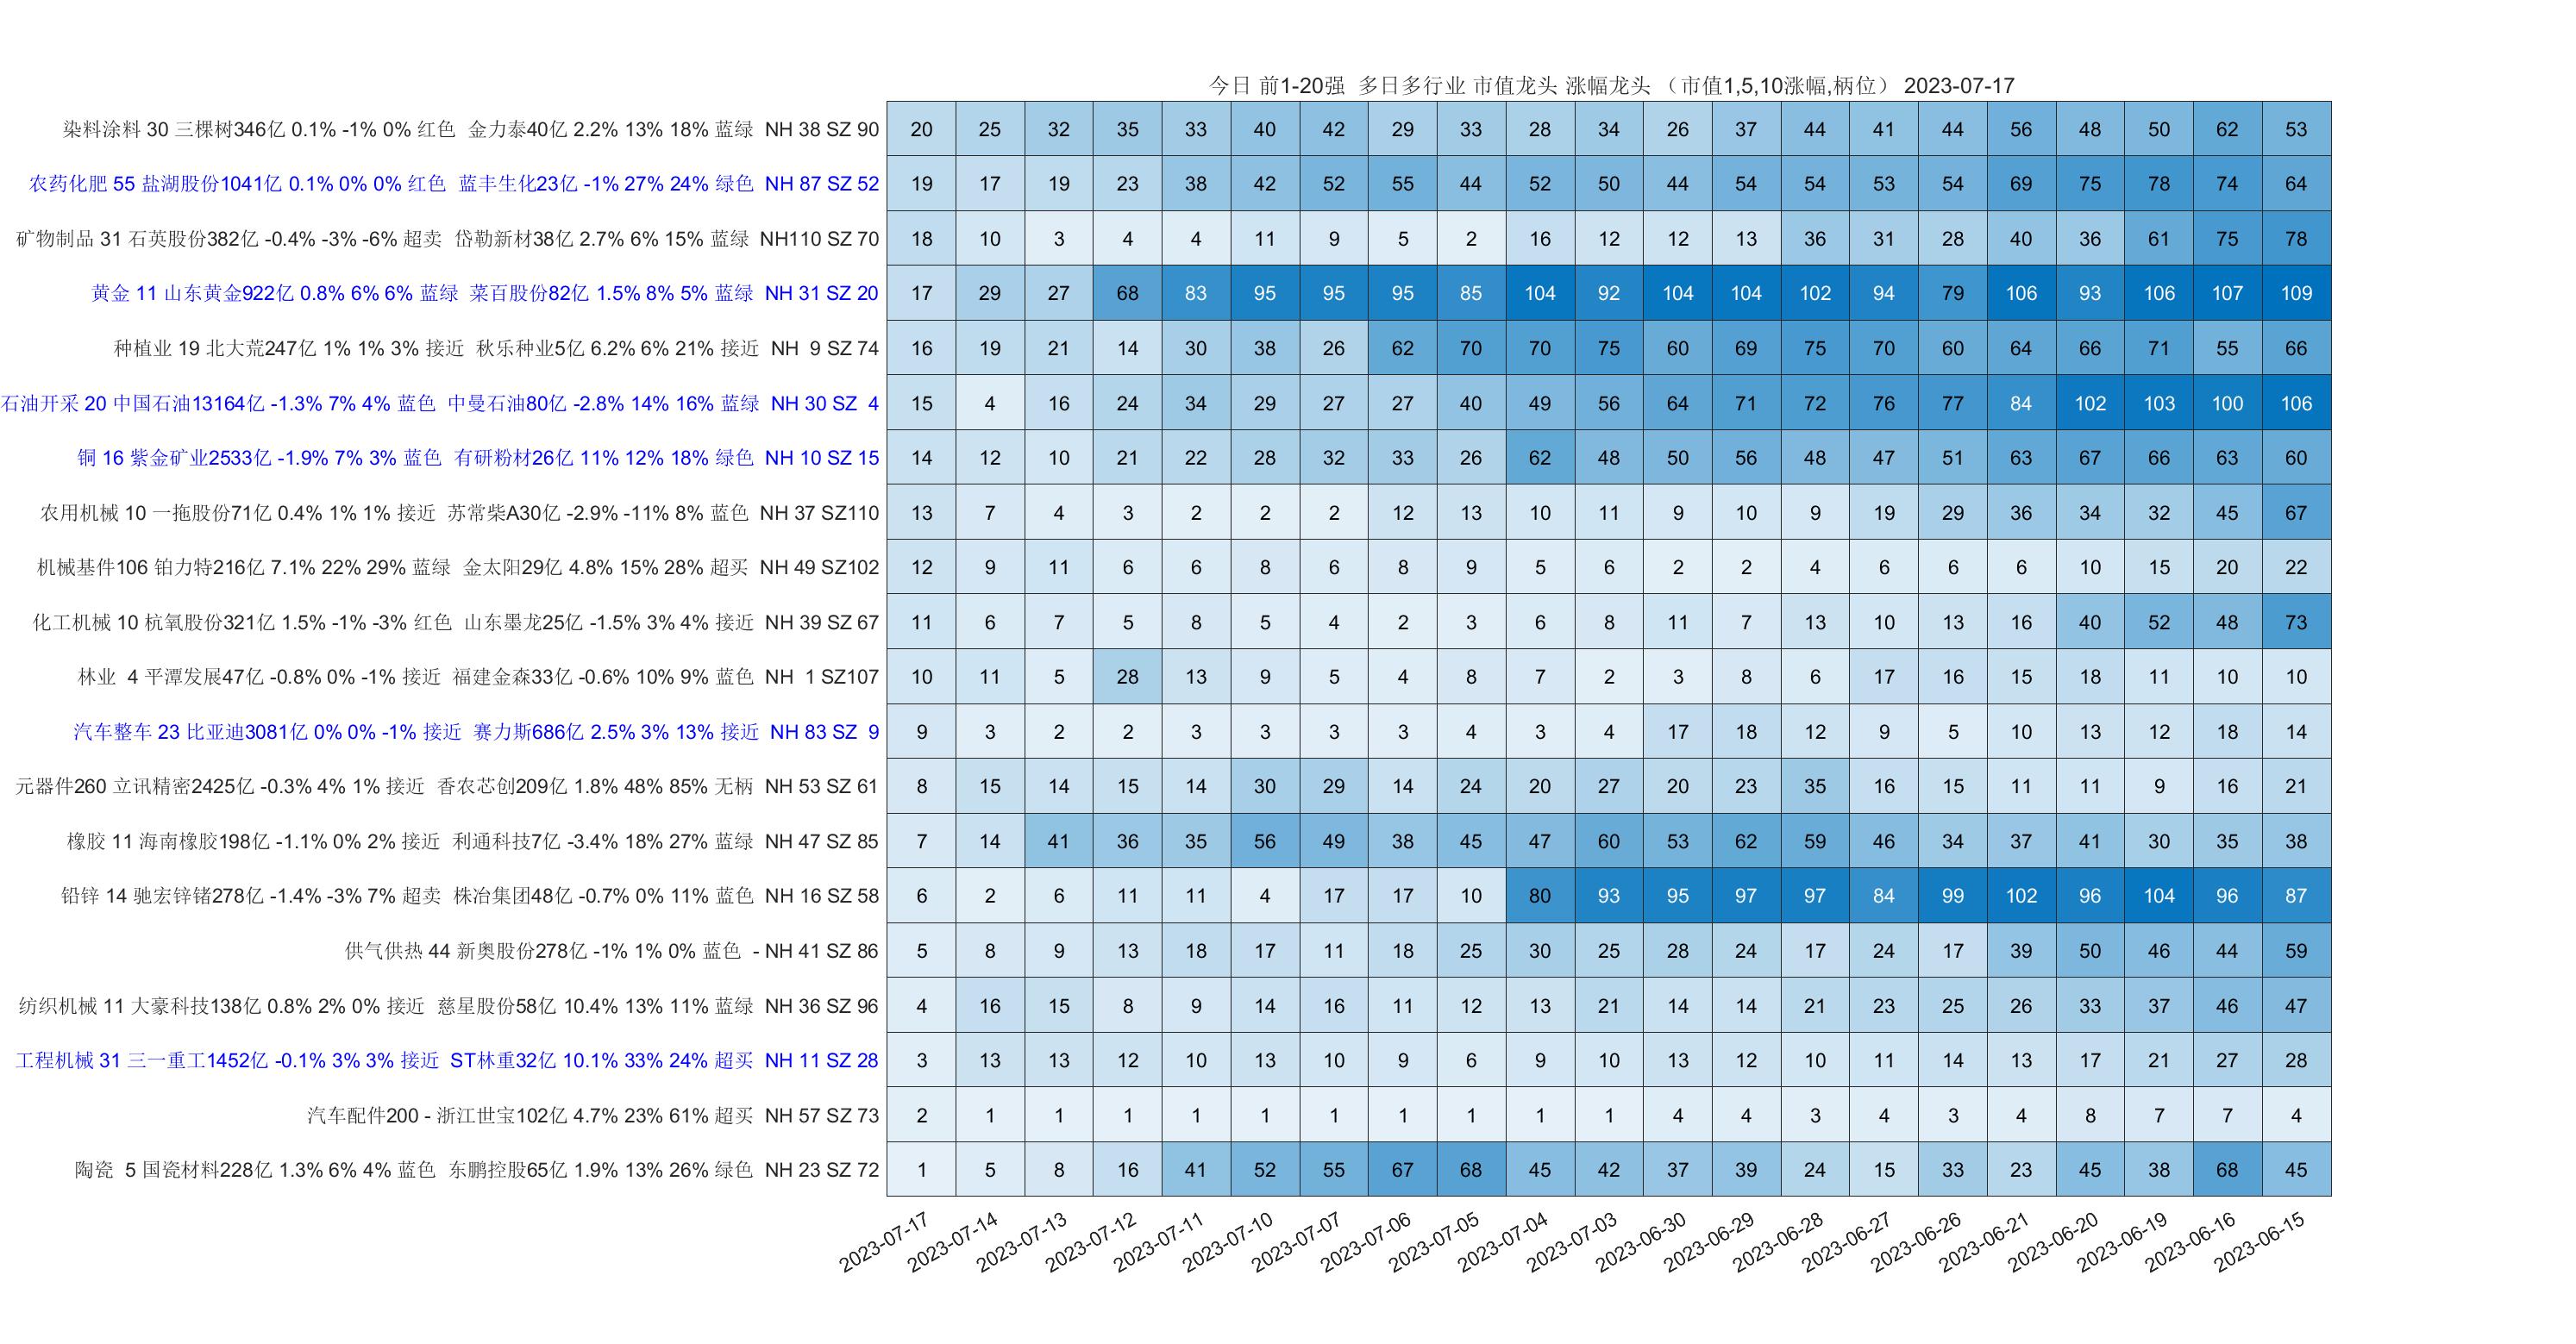 今日 前1-20强 多日多行业 市值龙头 涨幅龙头 （市值1,5,10涨幅,柄位） 2023-07-17
染料涂料 30 三棵树346亿 0.1% -1% 0% 红色 金力泰40亿 2.2% 13% 18% 蓝绿 NH 38 SZ 90 20 25 32 35 33 40 42 29 33 28 34 26 37 44 41 44 56 48 50 62 53
农药化肥 55 盐湖股份1041亿 0.1% 0% 0% 红色 蓝丰生化23亿 -1% 27% 24% 绿色 NH 87 SZ 52 19 17 19 23 38 42 52 55 44 52 50 44 54 54 53 54 69 75 78 74 64
矿物制品 31 石英股份382亿 -0.4% -3% -6% 超卖 岱勒新材38亿 2.7% 6% 15% 蓝绿 NH110 SZ 70 18 10 3 4 4 11 9 5 2 16 12 12 13 36 31 28 40 36 61 75 78
黄金 11 山东黄金922亿 0.8% 6% 6% 蓝绿 菜百股份82亿 1.5% 8% 5% 蓝绿 NH 31 SZ 20 17 29 27 68 83 95 95 95 85 104 92 104 104 102 94 79 106 93 106 107 109
种植业 19 北大荒247亿 1% 1% 3% 接近 秋乐种业5亿 6.2% 6% 21% 接近 NH 9 SZ 74 16 19 21 14 30 38 26 62 70 70 75 60 69 75 70 60 64 66 71 55 66
石油开采 20 中国石油13164亿 -1.3% 7% 4% 蓝色 中曼石油80亿 -2.8% 14% 16% 蓝绿 NH 30 SZ 4 15 4 16 24 34 29 27 27 40 49 56 64 71 72 76 77 84 102 103 100 106
铜 16 紫金矿业2533亿 -1.9% 7% 3% 蓝色 有研粉材26亿 11% 12% 18% 绿色 NH 10 SZ 15 14 12 10 21 22 28 32 33 26 62 48 50 56 48 47 51 63 67 66 63 60
农用机械 10 一拖股份71亿 0.4% 1% 1% 接近 苏常柴A30亿 -2.9% -11% 8% 蓝色 NH 37 SZ110 13 7 4 3 2 2 2 12 13 10 11 9 10 9 19 29 36 34 32 45 67
机械基件106 铂力特216亿 7.1% 22% 29% 蓝绿 金太阳29亿 4.8% 15% 28% 超买 NH 49 SZ102 12 9 11 6 6 8 6 8 9 5 6 2 2 4 6 6 6 10 15 20 22
化工机械 10 杭氧股份321亿 1.5% -1% -3% 红色 山东墨龙25亿 -1.5% 3% 4% 接近 NH 39 SZ 67 11 6 7 5 8 5 4 2 3 6 8 11 7 13 10 13 16 40 52 48 73
林业 4 平潭发展47亿 -0.8% 0% -1% 接近 福建金森33亿 -0.6% 10% 9% 蓝色 NH 1 SZ107 10 11 5 28 13 9 5 4 8 7 2 3 8 6 17 16 15 18 11 10 10
汽车整车 23 比亚迪3081亿 0% 0% -1% 接近 赛力斯686亿 2.5% 3% 13% 接近 NH 83 SZ 9 9 3 2 2 3 3 3 3 4 3 4 17 18 12 9 5 10 13 12 18 14
元器件260 立讯精密2425亿 -0.3% 4% 1% 接近 香农芯创209亿 1.8% 48% 85% 无柄 NH 53 SZ 61 8 15 14 15 14 30 29 14 24 20 27 20 23 35 16 15 11 11 9 16 21
橡胶 11 海南橡胶198亿 -1.1% 0% 2% 接近 利通科技7亿 -3.4% 18% 27% 蓝绿 NH 47 SZ 85 7 14 41 36 35 56 49 38 45 47 60 53 62 59 46 34 37 41 30 35 38
铅锌 14 驰宏锌锗278亿 -1.4% -3% 7% 超卖 株冶集团48亿 -0.7% 0% 11% 蓝色 NH 16 SZ 58 6 2 6 11 11 4 17 17 10 80 93 95 97 97 84 99 102 96 104 96 87
供气供热 44 新奥股份278亿 -1% 1% 0% 蓝色 - NH 41 SZ 86 5 8 9 13 18 17 11 18 25 30 25 28 24 17 24 17 39 50 46 44 59
纺织机械 11 大豪科技138亿 0.8% 2% 0% 接近 慈星股份58亿 10.4% 13% 11% 蓝绿 NH 36 SZ 96 4 16 15 8 9 14 16 11 12 13 21 14 14 21 23 25 26 33 37 46 47
工程机械 31 三一重工1452亿 -0.1% 3% 3% 接近 ST林重32亿 10.1% 33% 24% 超买 NH 11 SZ 28 3 13 13 12 10 13 10 9 6 9 10 13 12 10 11 14 13 17 21 27 28
汽车配件200 - 浙江世宝102亿 4.7% 23% 61% 超买 NH 57 SZ 73 2 1 1 1 1 1 1 1 1 1 1 4 4 3 4 3 4 8 7 7 4
陶瓷 5 国瓷材料228亿 1.3% 6% 4% 蓝色 东鹏控股65亿 1.9% 13% 26% 绿色 NH 23 SZ 72 1 5 8 16 41 52 55 67 68 45 42 37 39 24 15 33 23 45 38 68 45
2023-07-17 2023-07-14 2023-07-13 2023-07-12 2023-07-11 2023-07-10 2023-07-07 2023-07-06 2023-07-05 2023-07-04 2023-07-03 2023-06-30 2023-06-29 2023-06-28 2023-06-27 2023-06-26 2023-06-21 2023-06-20 2023-06-19 2023-06-16 2023-06-15